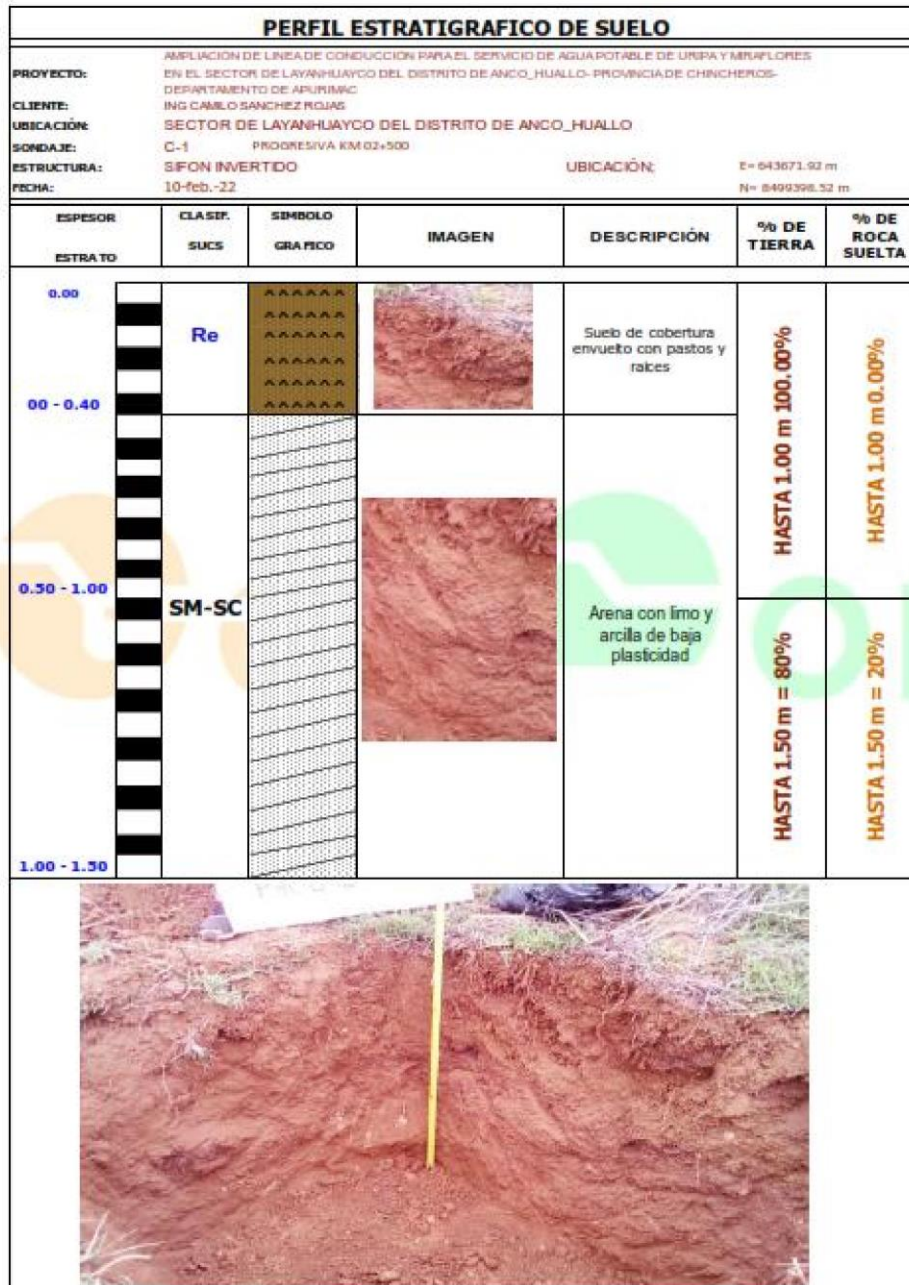 PERFIL ESTRATIGRAFICO DE SUELO
AMPLIACIÓN DE LINEA DE CONDUCCIÓN PARA EL SERVICIO DE AGUA POTABLE DE URIPA Y MIRAFLORES
PROYECTO: EN EL SECTOR DE LAYANHUAYCO DEL DISTRITO DE ANCO_HUALLO- PROVINCIA DE CHINCHEROS-
DEPARTAMENTO DE APURIMAC
CLIENTE: ING CAMILO SANCHEZ ROJAS
UBICACIÓN: SECTOR DE LAYANHUAYCO DEL DISTRITO DE ANCO_HUALLO
SONDAJE: C-1 PROGRESIVA KM 02+500
ESTRUCTURA: SIFON INVERTIDO UBICACIÓN; E= 643671.92 m
FECHA: 10-feb.-22 N= 8499398.52 m
ESPESOR ESTRATO
CLASIF. SUCS
SIMBOLO GRAFICO
IMAGEN
DESCRIPCIÓN
% DE TIERRA
% DE ROCA SUELTA
0.00
00 - 0.40
Re
Suelo de cobertura
envuelto con pastos y
raices
HASTA 1.00 m 100.00%
HASTA 1.00 m 0.00%
0.50 - 1.00
SM-SC
Arena con limo y
arcilla de baja
plasticidad
HASTA 1.50 m = 80%
HASTA 1.50 m = 20%
1.00 - 1.50